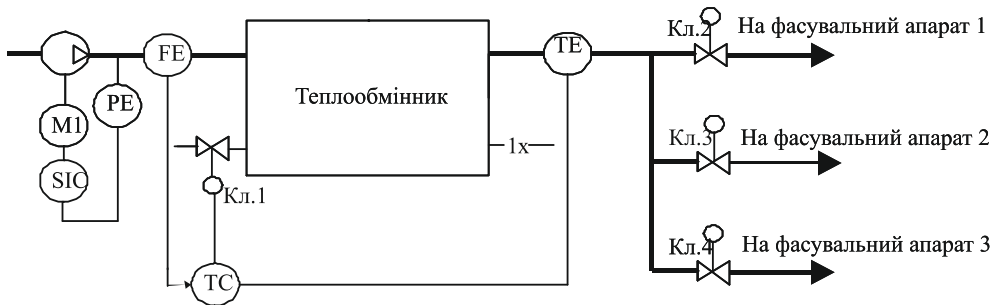 Кл.2
На фасувальний апарат 1
FE
TE
Теплообмінник
PE
M1
Кл.3
На фасувальний апарат 2
1x
SIC
Кл.1
Кл.4
На фасувальний апарат 3
TC